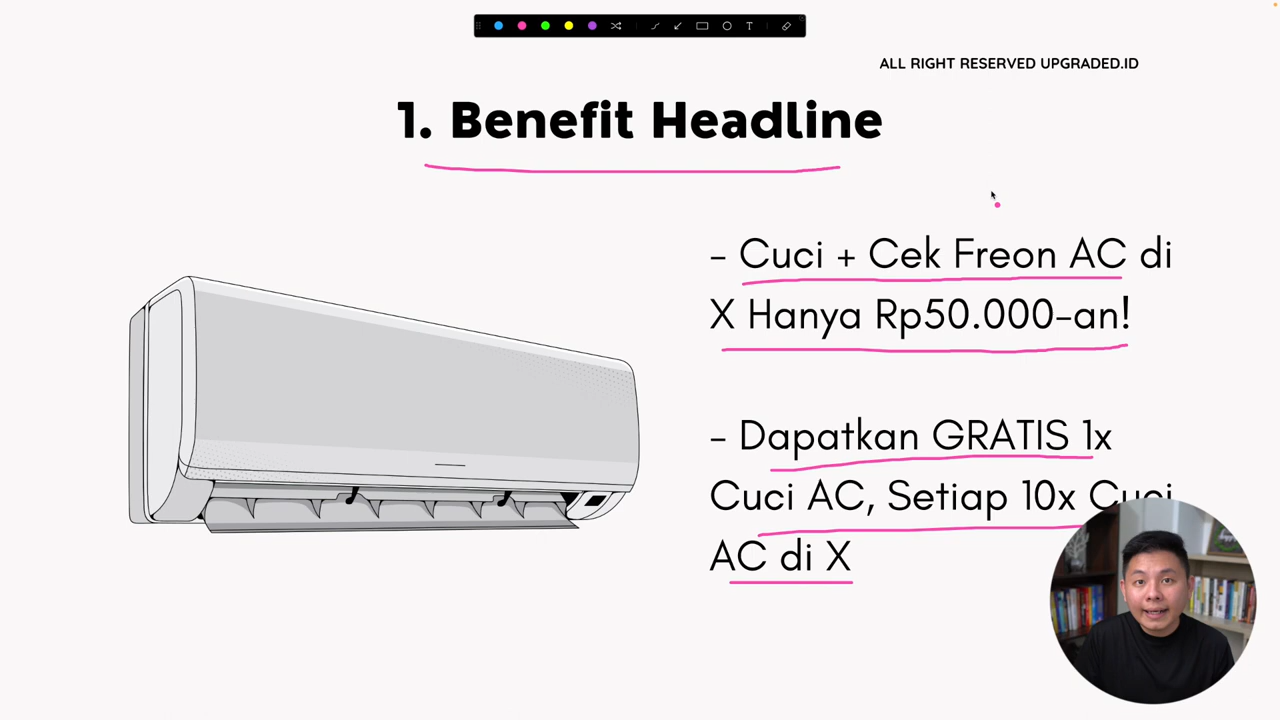 ALL RIGHT RESERVED UPGRADED.ID
1. Benefit Headline
- Cuci + Cek Freon AC di
X Hanya Rp50.000-an!
- Dapatkan GRATIS 1x
Cuci AC, Setiap 10x Cuci
AC di X